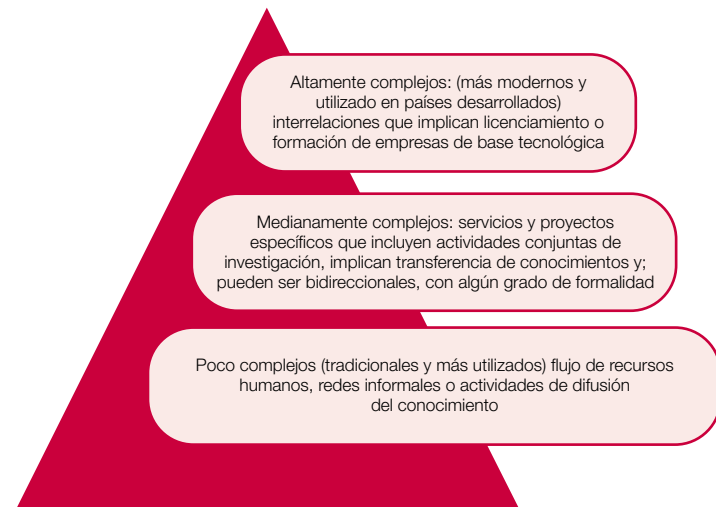 Altamente complejos: (más modernos y
utilizado en países desarrollados)
interrelaciones que implican licenciamiento o
formación de empresas de base tecnológica
Medianamente complejos: servicios y proyectos
específicos que incluyen actividades conjuntas de
investigación, implican transferencia de conocimientos y;
pueden ser bidireccionales, con algún grado de formalidad
Poco complejos (tradicionales y más utilizados) flujo de recursos
humanos, redes informales o actividades de difusión
del conocimiento